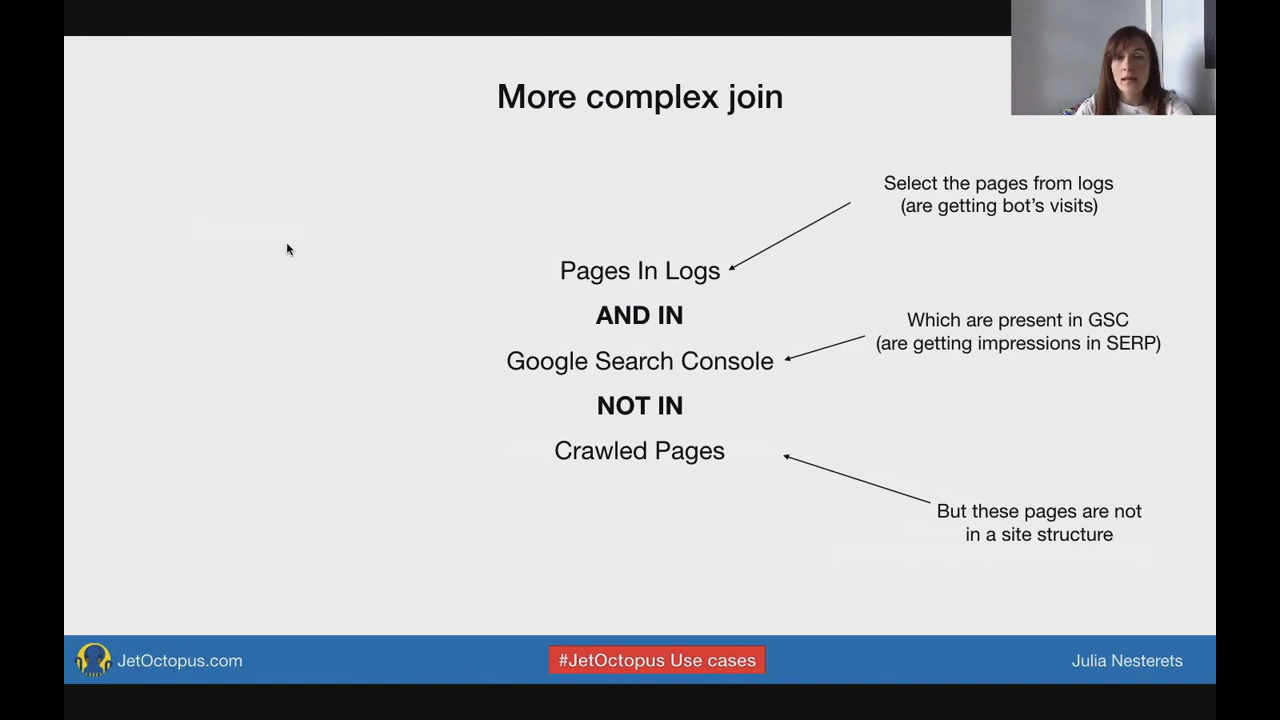 More complex join
Select the pages from logs
(are getting bot's visits)
Pages In Logs
AND IN
Which are present in GSC
(are getting impressions in SERP)
Google Search Console
NOT IN
Crawled Pages
But these pages are not
in a site structure
JetOctopus.com
#JetOctopus Use cases
Julia Nesterets